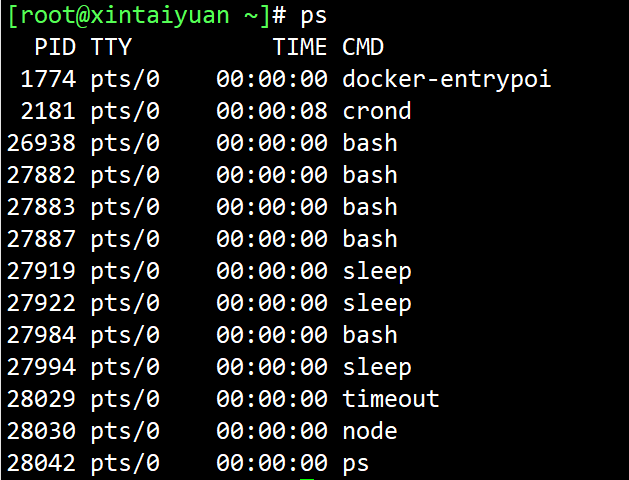 [root@xintaiyuan ~]# ps
  PID TTY          TIME CMD
 1774 pts/0    00:00:00 docker-entrypoi
 2181 pts/0    00:00:08 crond
26938 pts/0    00:00:00 bash
27882 pts/0    00:00:00 bash
27883 pts/0    00:00:00 bash
27887 pts/0    00:00:00 bash
27919 pts/0    00:00:00 sleep
27922 pts/0    00:00:00 sleep
27984 pts/0    00:00:00 bash
27994 pts/0    00:00:00 sleep
28029 pts/0    00:00:00 timeout
28030 pts/0    00:00:00 node
28042 pts/0    00:00:00 ps